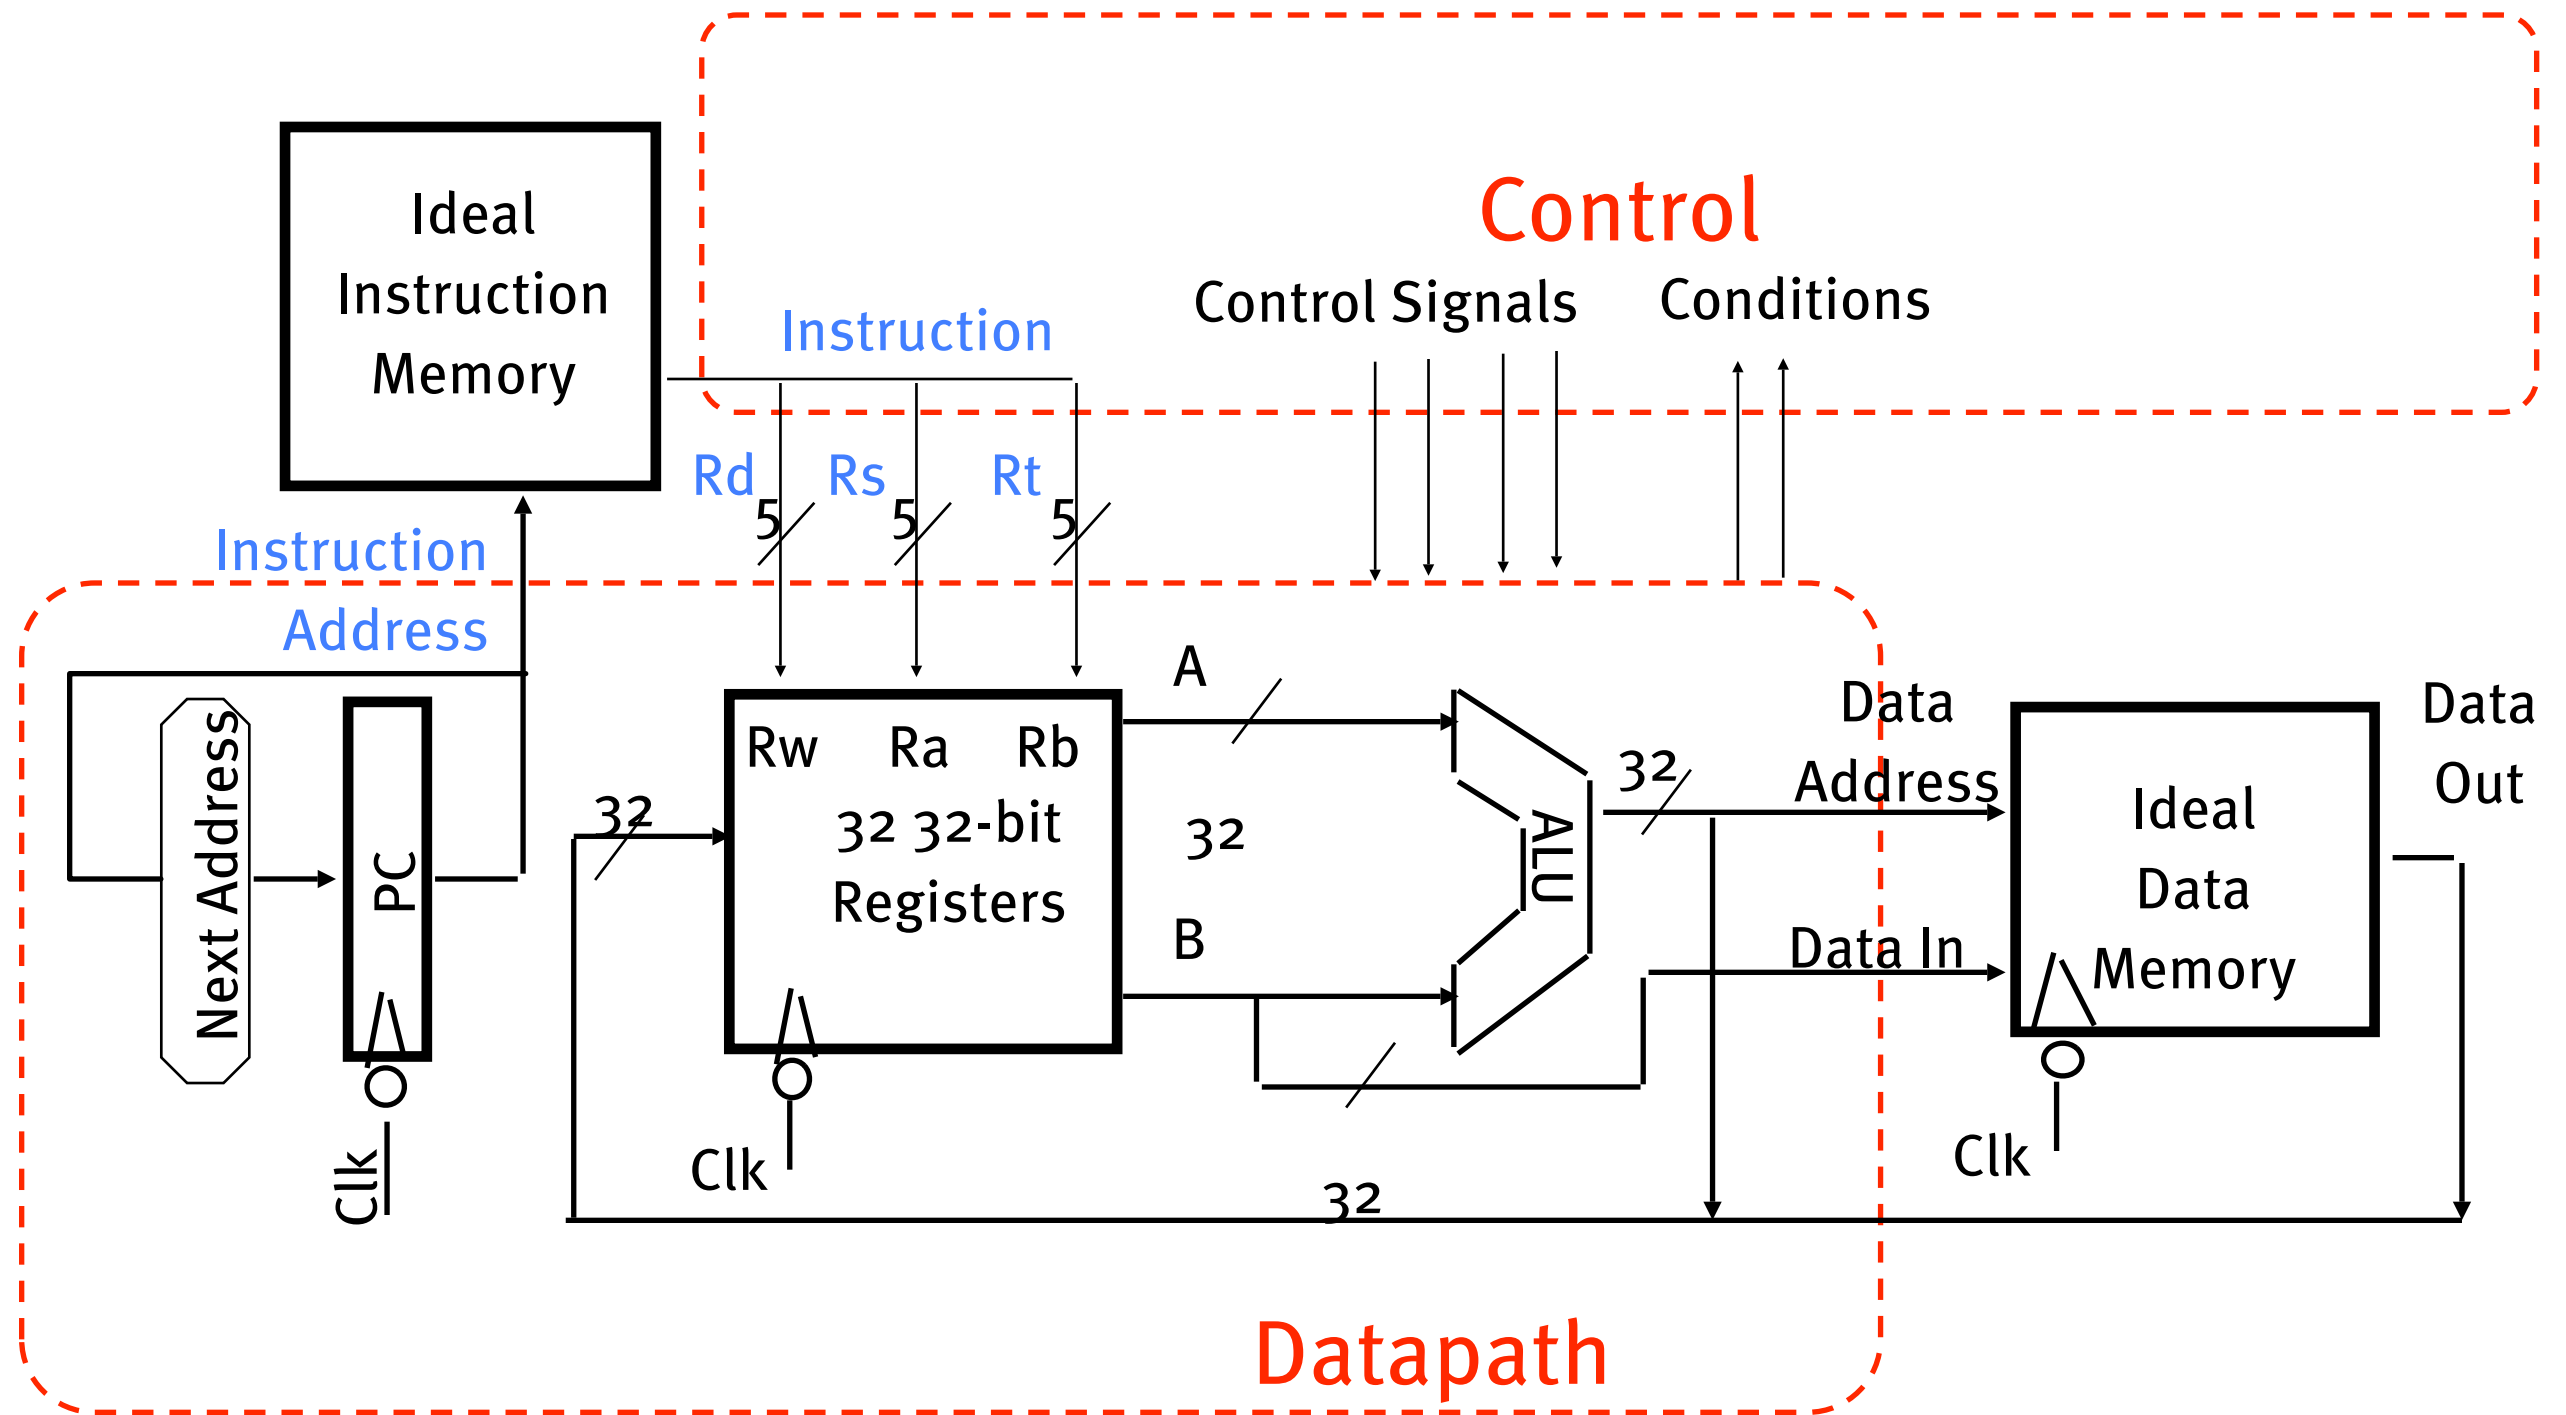 Control
Ideal
Instruction
Memory
Instruction
Control Signals
Conditions
Rd
Rs
Rt
5
5
5
Instruction
Address
A
Data
Address
Data
Out
Next Address
PC
Rw
Ra
Rb
32 32-bit
Registers
32
32
32
ALU
Ideal
Data
Memory
B
Data In
Clk
Clk
Clk
32
Datapath